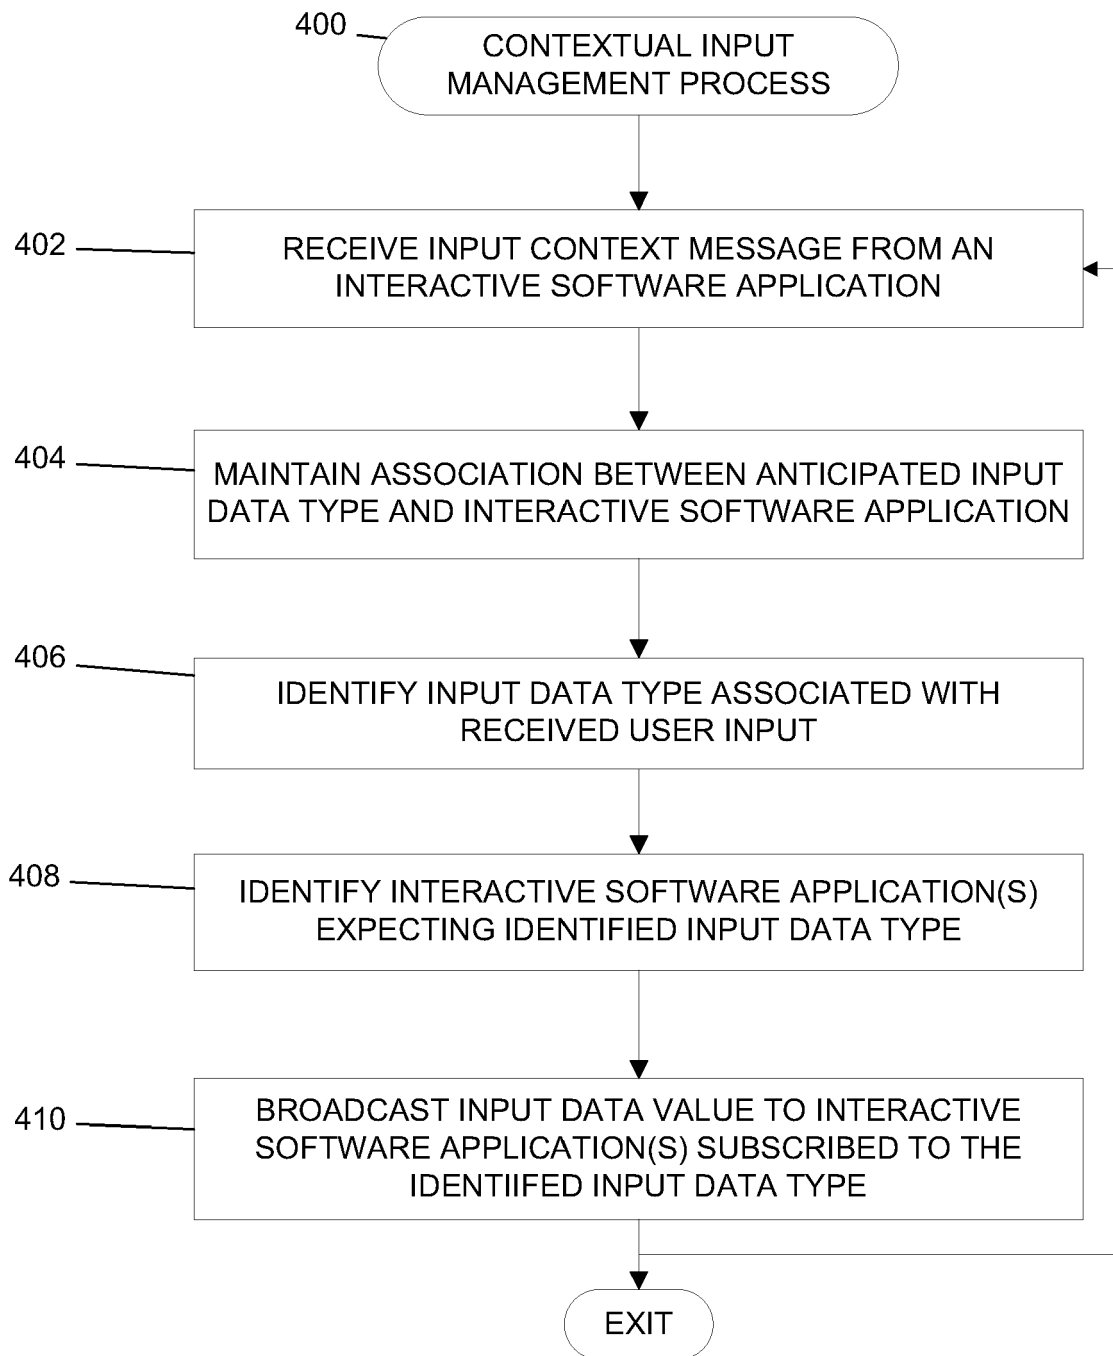 400
CONTEXTUAL INPUT
MANAGEMENT PROCESS
402
RECEIVE INPUT CONTEXT MESSAGE FROM AN
INTERACTIVE SOFTWARE APPLICATION
404
MAINTAIN ASSOCIATION BETWEEN ANTICIPATED INPUT
DATA TYPE AND INTERACTIVE SOFTWARE APPLICATION
406
IDENTIFY INPUT DATA TYPE ASSOCIATED WITH
RECEIVED USER INPUT
408
IDENTIFY INTERACTIVE SOFTWARE APPLICATION(S)
EXPECTING IDENTIFIED INPUT DATA TYPE
410
BROADCAST INPUT DATA VALUE TO INTERACTIVE
SOFTWARE APPLICATION(S) SUBSCRIBED TO THE
IDENTIIFED INPUT DATA TYPE
EXIT